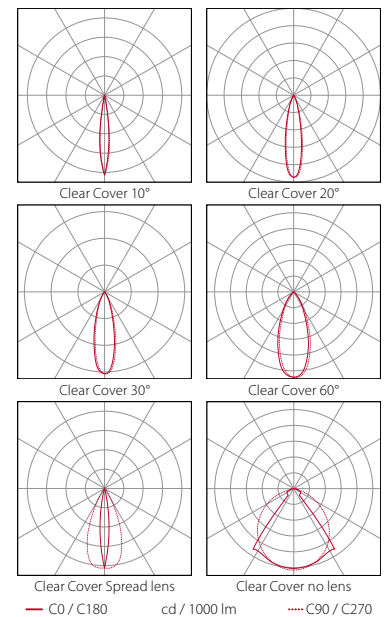 Clear Cover 10°
Clear Cover 20°
Clear Cover 30°
Clear Cover 60°
Clear Cover Spread lens
Clear Cover no lens
C0 / C180
cd / 1000 lm
C90 / C270